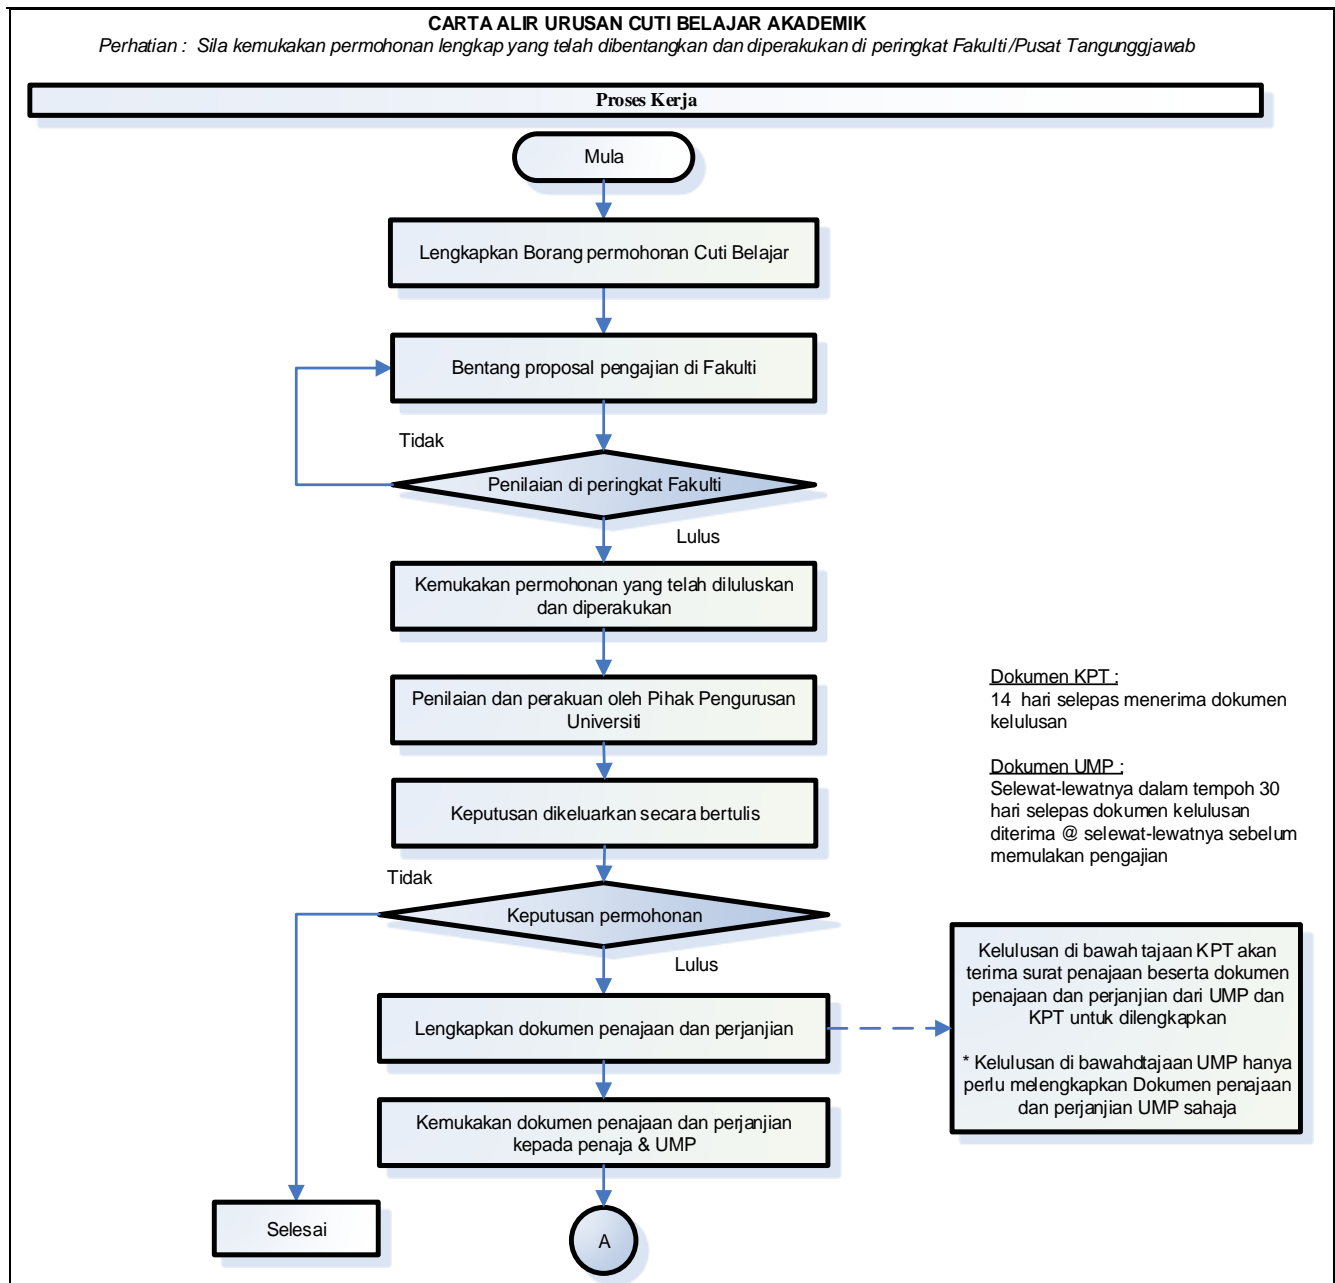 CARTA ALIR URUSAN CUTI BELAJAR AKADEMIK
Perhatian : Sila kemukakan permohonan lengkap yang telah dibentangkan dan diperakukan di peringkat Fakulti/Pusat Tangunggjawab
Proses Kerja
Mula
Lengkapkan Borang permohonan Cuti Belajar
Bentang proposal pengajian di Fakulti
Tidak
Penilaian di peringkat Fakulti
Lulus
Kemukakan permohonan yang telah diluluskan
dan diperakukan
Penilaian dan perakuan oleh Pihak Pengurusan
Universiti
Dokumen KPT :
14 hari selepas menerima dokumen
kelulusan
Dokumen UMP :
Selewat-lewatnya dalam tempoh 30
hari selepas dokumen kelulusan
diterima @ selewat-lewatnya sebelum
memulakan pengajian
Keputusan dikeluarkan secara bertulis
Tidak
Keputusan permohonan
Lulus
Lengkapkan dokumen penajaan dan perjanjian
Kelulusan di bawah tajaan KPT akan
terima surat penajaan beserta dokumen
penajaan dan perjanjian dari UMP dan
KPT untuk dilengkapkan
* Kelulusan di bawahdtajaan UMP hanya
perlu melengkapkan Dokumen penajaan
dan perjanjian UMP sahaja
Kemukakan dokumen penajaan dan perjanjian
kepada penaja & UMP
Selesai
A